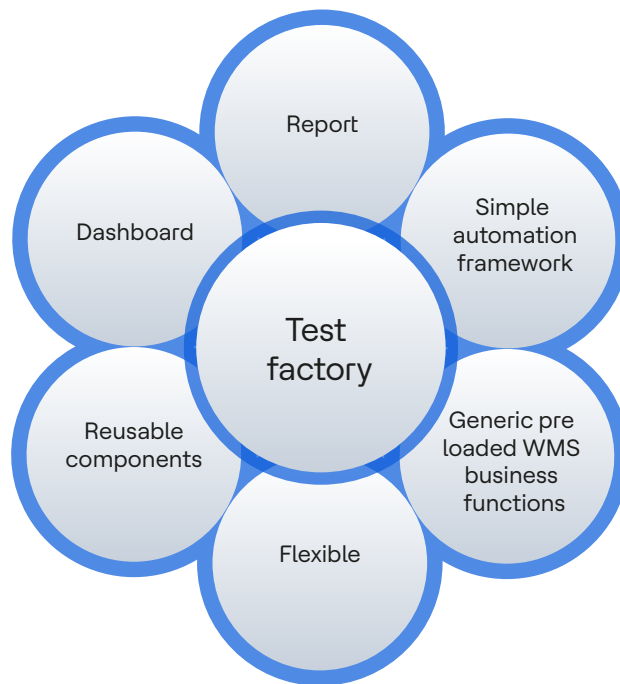 Report
Simple
automation
framework
Dashboard
Test
factory
Generic pre
loaded WMS
business
functions
Reusable
components
Flexible